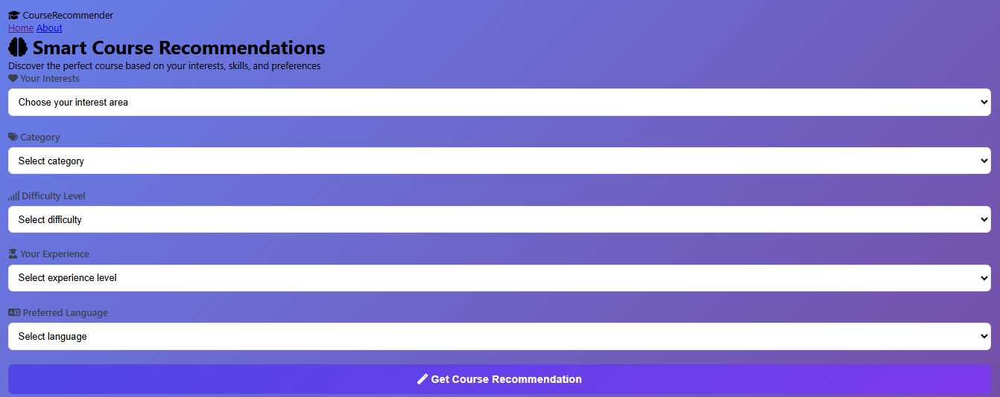 CourseRecommender
Home About
Smart Course Recommendations
Discover the perfect course based on your interests, skills, and preferences
Your Interests
Choose your interest area
Category
Select category
Difficulty Level
Select difficulty
Your Experience
Select experience level
Preferred Language
Select language
Get Course Recommendation